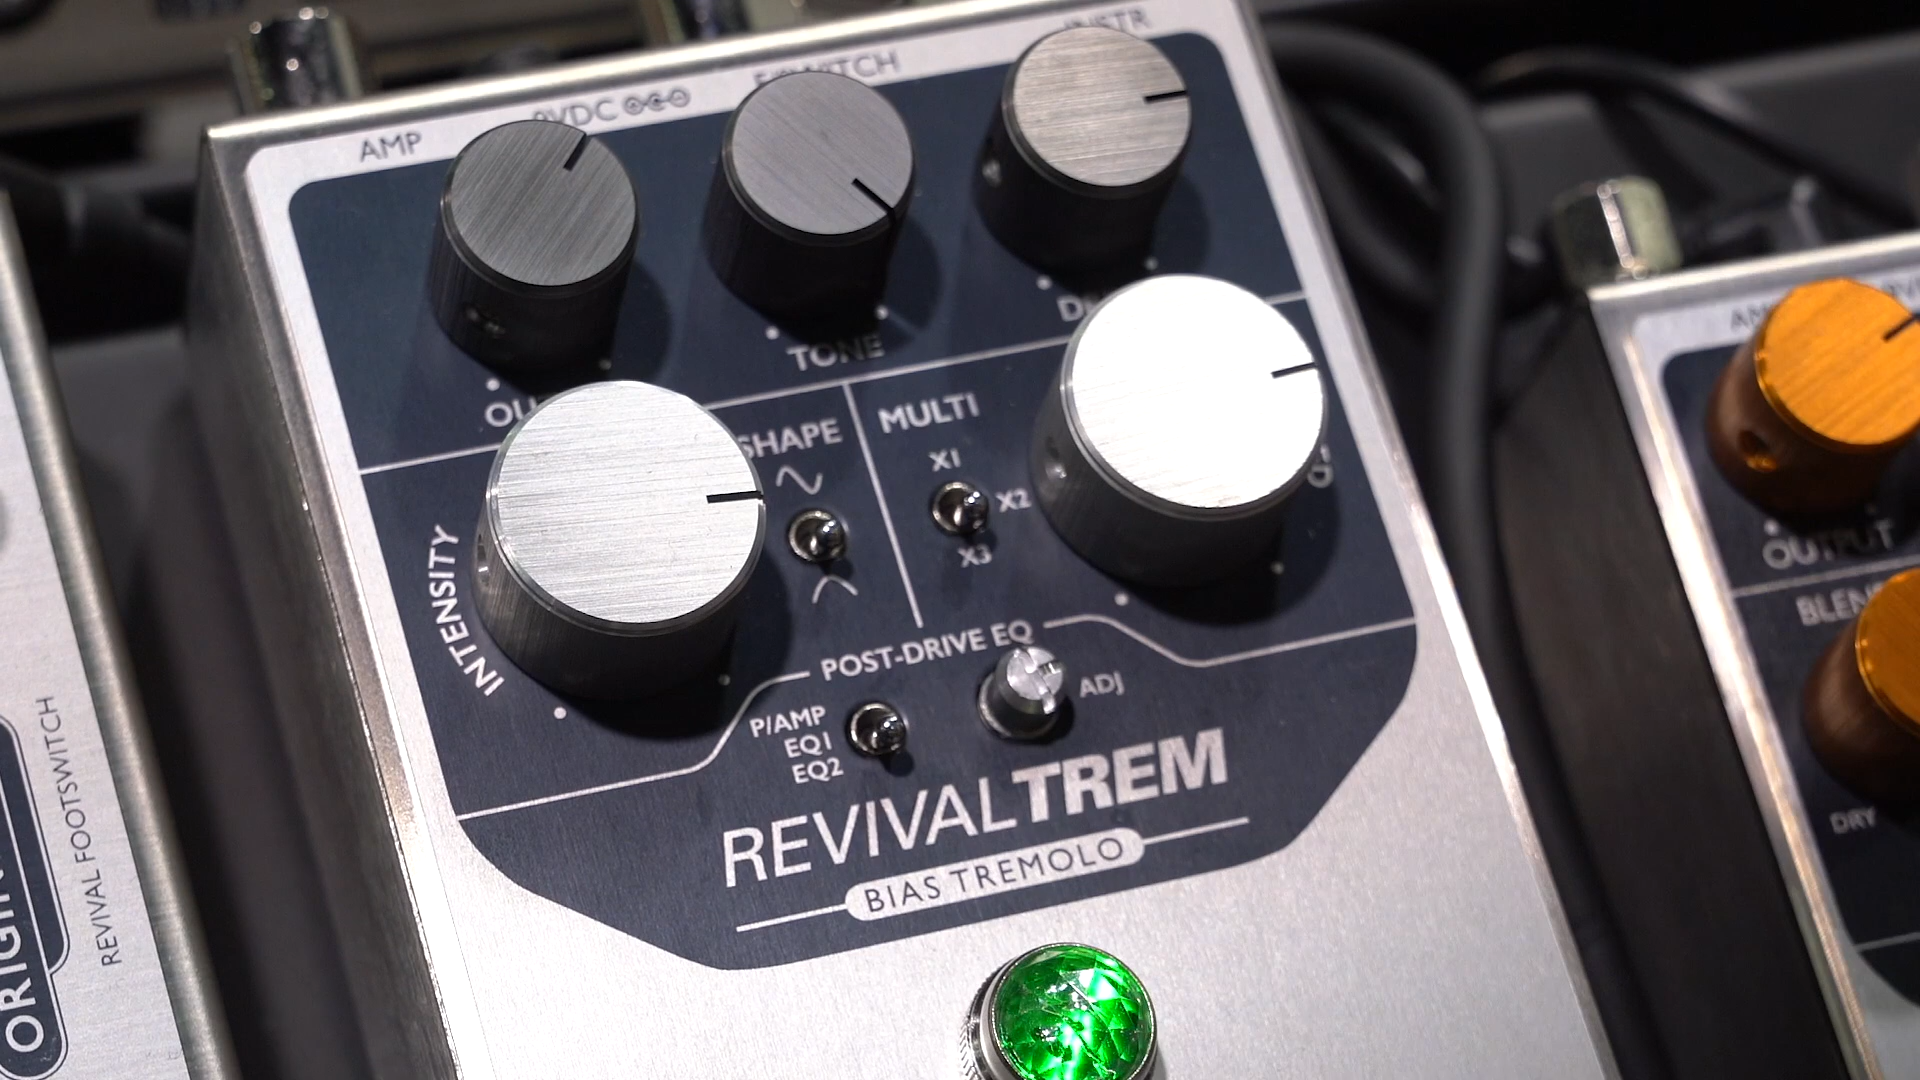 AMP
9VDC
INSTR
TONE
SHAPE
MULTI
X1
X2
X3
INTENSITY
POST-DRIVE EQ
ADJ
P/AMP
EQ1
EQ2
REVIVALTREM
BIAS TREMOLO
REVIVAL FOOTSWITCH
OUTPUT
DRY